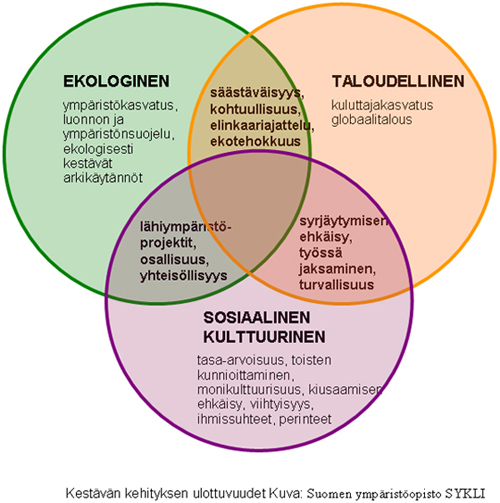 EKOLOGINEN
ympäristökasvatus,
luonnon ja
ympäristönsuojelu,
ekologisesti
kestävät
arkikäytännöt
säästäväisyys,
kohtuullisuus,
elinkaariajattelu,
ekotehokkuus
TALOUDELLINEN
kuluttajakasvatus
globaalitalous
lähiympäristö-
projektit,
osallisuus,
yhteisöllisyys
syrjäytymisen
ehkäisy,
työssä
jaksaminen,
turvallisuus
SOSIAALINEN
KULTTUURINEN
tasa-arvoisuus, toisten
kunnioittaminen,
monikulttuurisuus, kiusaamisen
ehkäisy, viihtyisyys,
ihmissuhteet, perinteet
Kestävän kehityksen ulottuvuudet Kuva: Suomen ympäristöopisto SYKLI